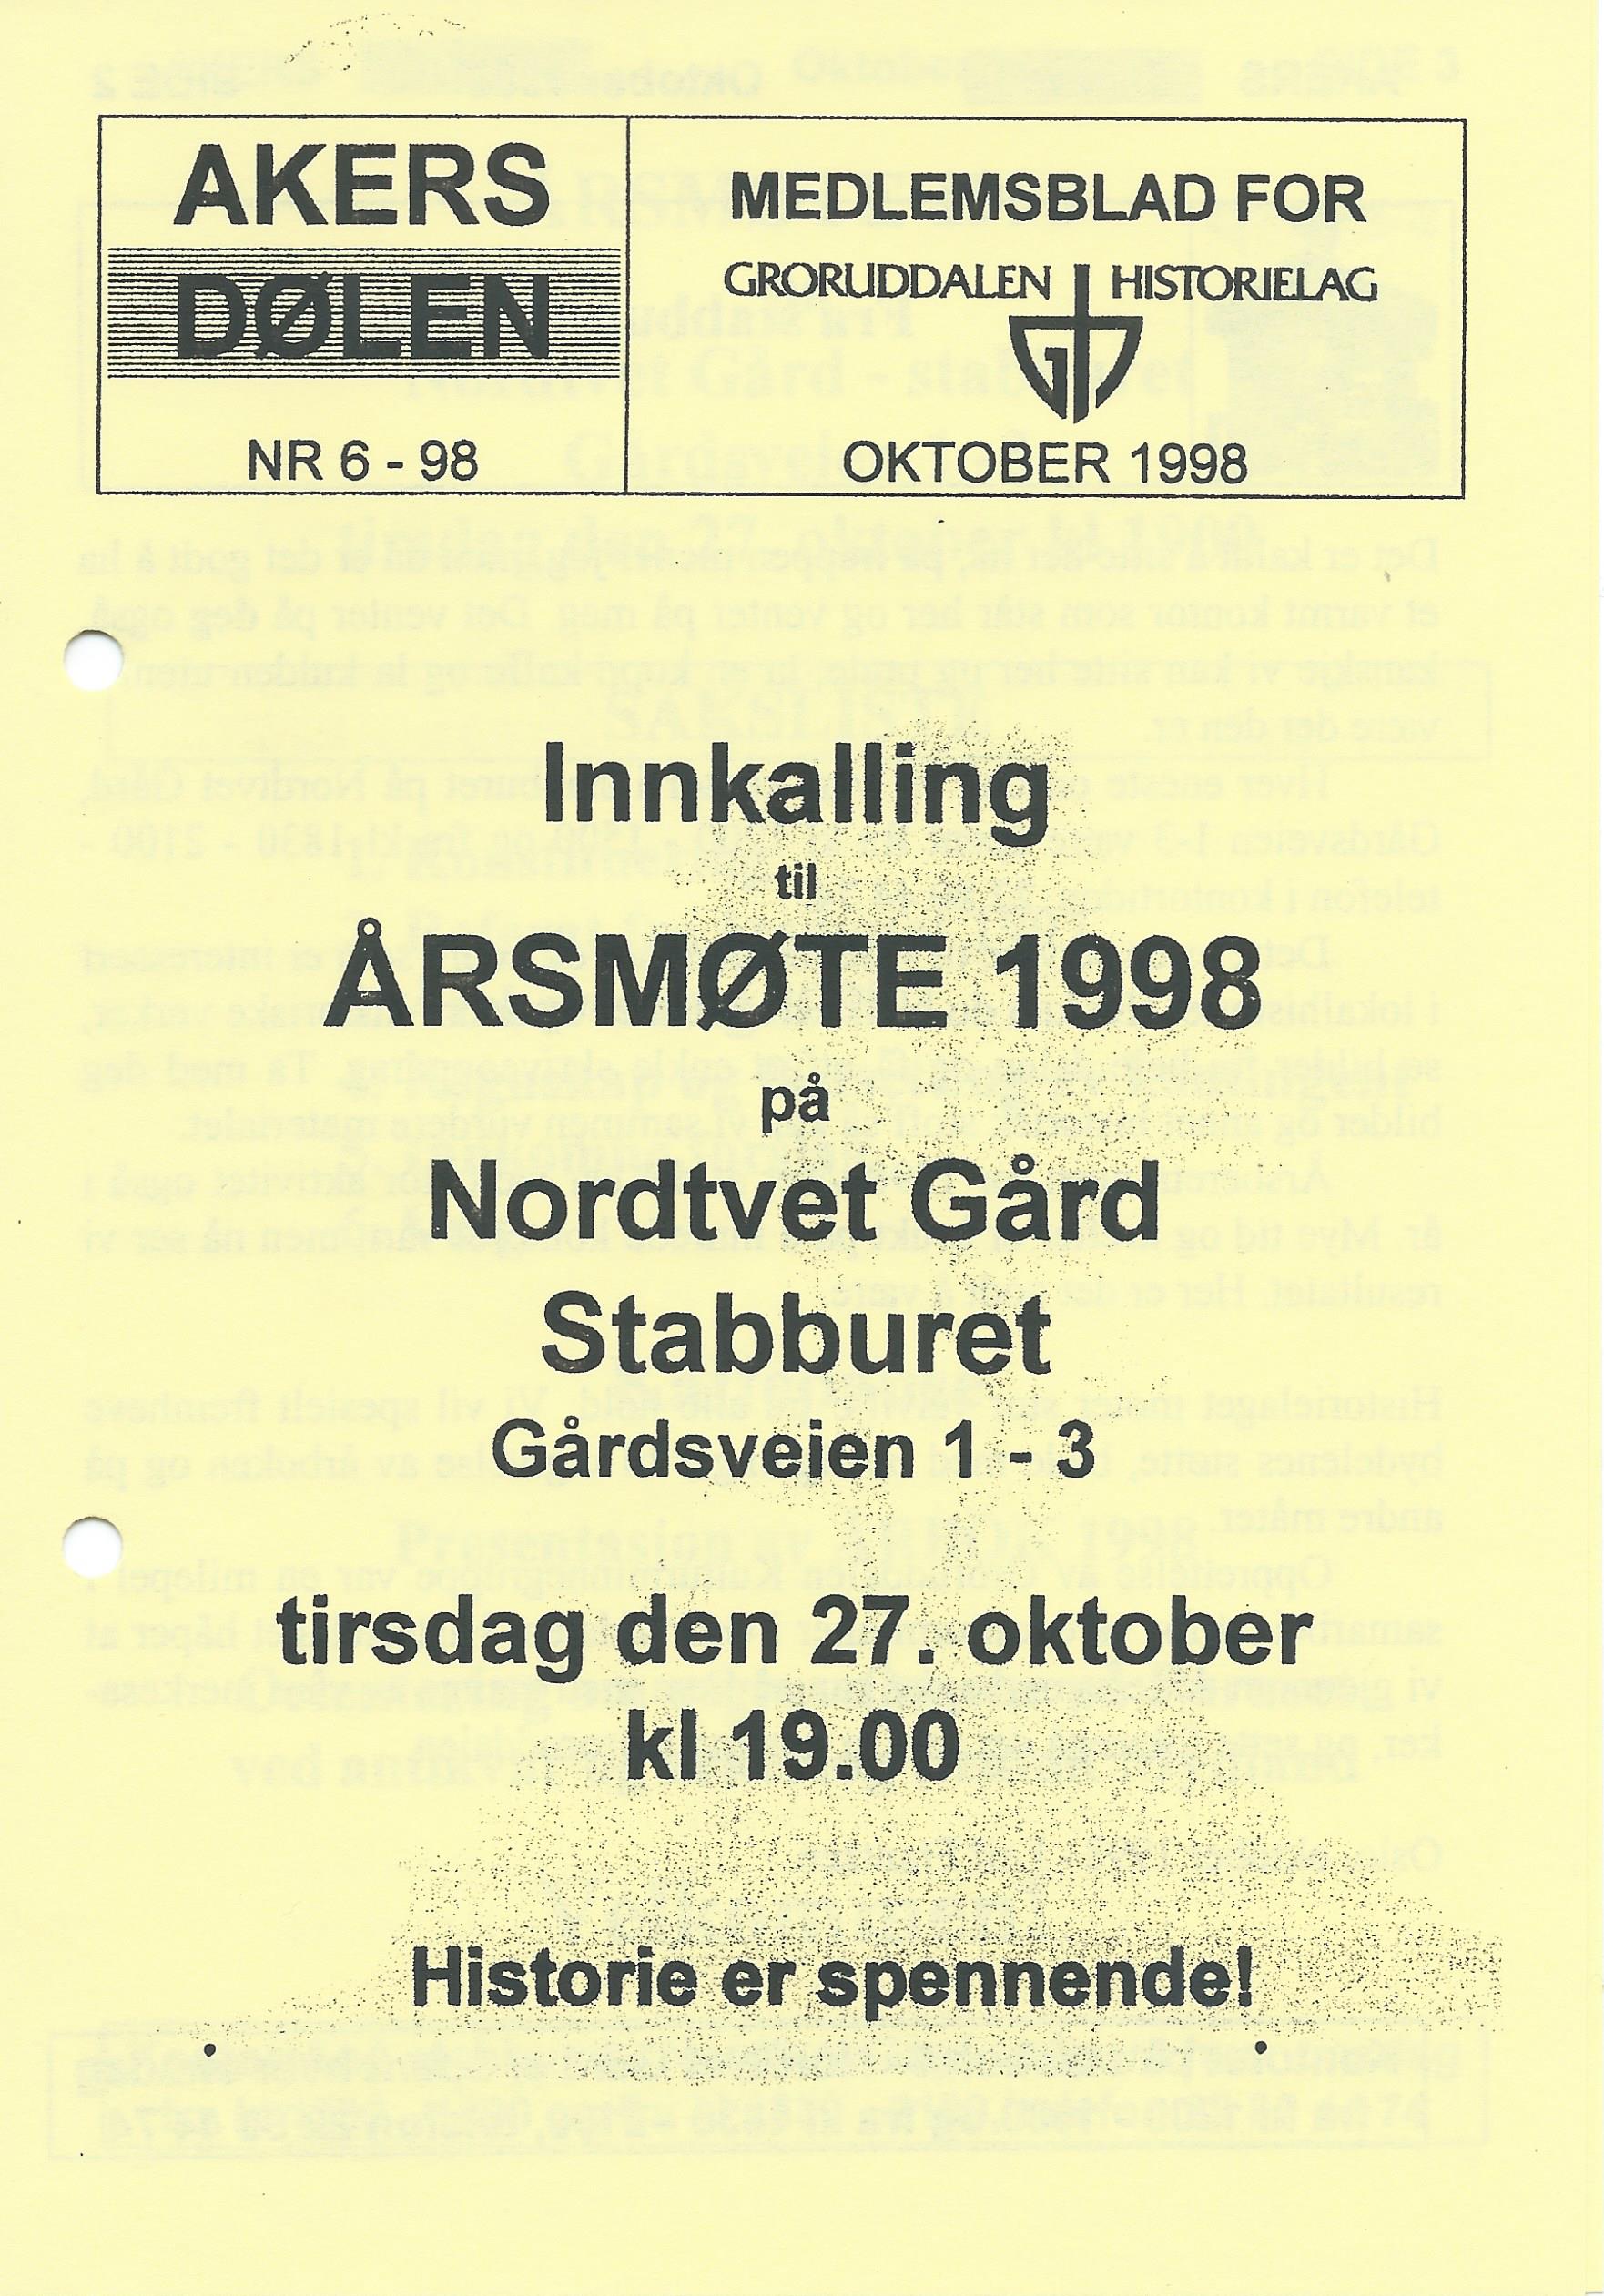 AKERS
DØLEN
NR 6 - 98
MEDLEMSBLAD FOR
GRORUDDALEN HISTORIELAG
OKTOBER 1998
Innkalling
til
ÅRSMØTE 1998
på
Nordtvet Gård
Stabburet
Gårdsveien 1 - 3
tirsdag den 27. oktober
kl 19.00
Historie er spennende!